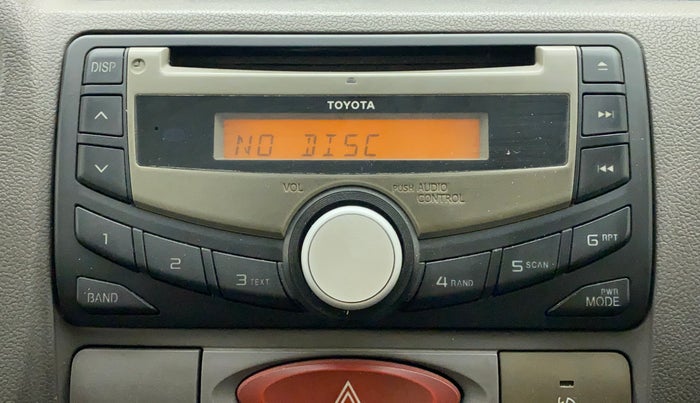 DISP
TOYOTA
NO DISC
VOL
PUSH AUDIO
CONTROL
1
2
3 TEXT
4 RAND
5 SCAN
6 RPT
BAND
PWR
MODE